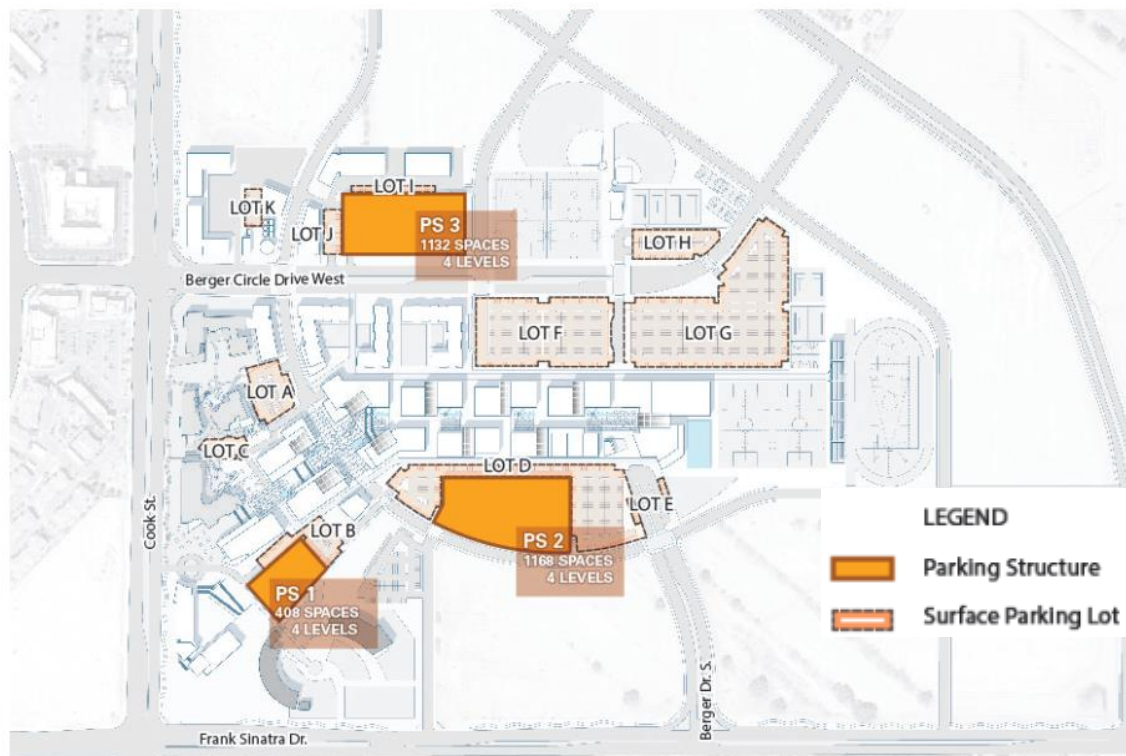 LOT I
LOT K
LOT J
PS 3
1132 SPACES
4 LEVELS
LOT H
Berger Circle Drive West
LOT F
LOT G
LOT A
LOT C
LOT D
LOT E
LOT B
PS 2
1168 SPACES
4 LEVELS
PS 1
408 SPACES
4 LEVELS
Cook St.
Berger Dr. S.
Frank Sinatra Dr.
LEGEND
Parking Structure
Surface Parking Lot